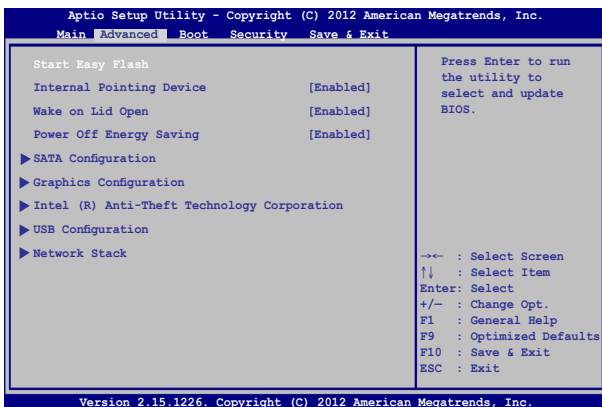 Aptio Setup Utility - Copyright (C) 2012 American Megatrends, Inc.
Main Advanced Boot Security Save & Exit
Start Easy Flash
Internal Pointing Device [Enabled]
Wake on Lid Open [Enabled]
Power Off Energy Saving [Enabled]
SATA Configuration
Graphics Configuration
Intel (R) Anti-Theft Technology Corporation
USB Configuration
Network Stack
Press Enter to run
the utility to
select and update
BIOS.
→← : Select Screen
↑↓ : Select Item
Enter: Select
+/— : Change Opt.
F1 : General Help
F9 : Optimized Defaults
F10 : Save & Exit
ESC : Exit
Version 2.15.1226. Copyright (C) 2012 American Megatrends, Inc.